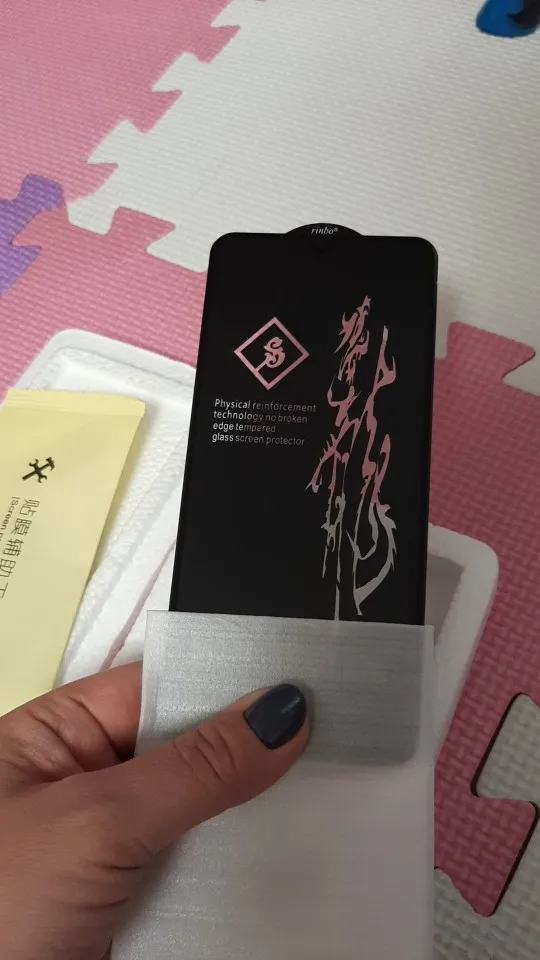 rinbo®
S
Physical reinforcement
technology no broken
edge tempered
glass screen protector
贴膜辅助工